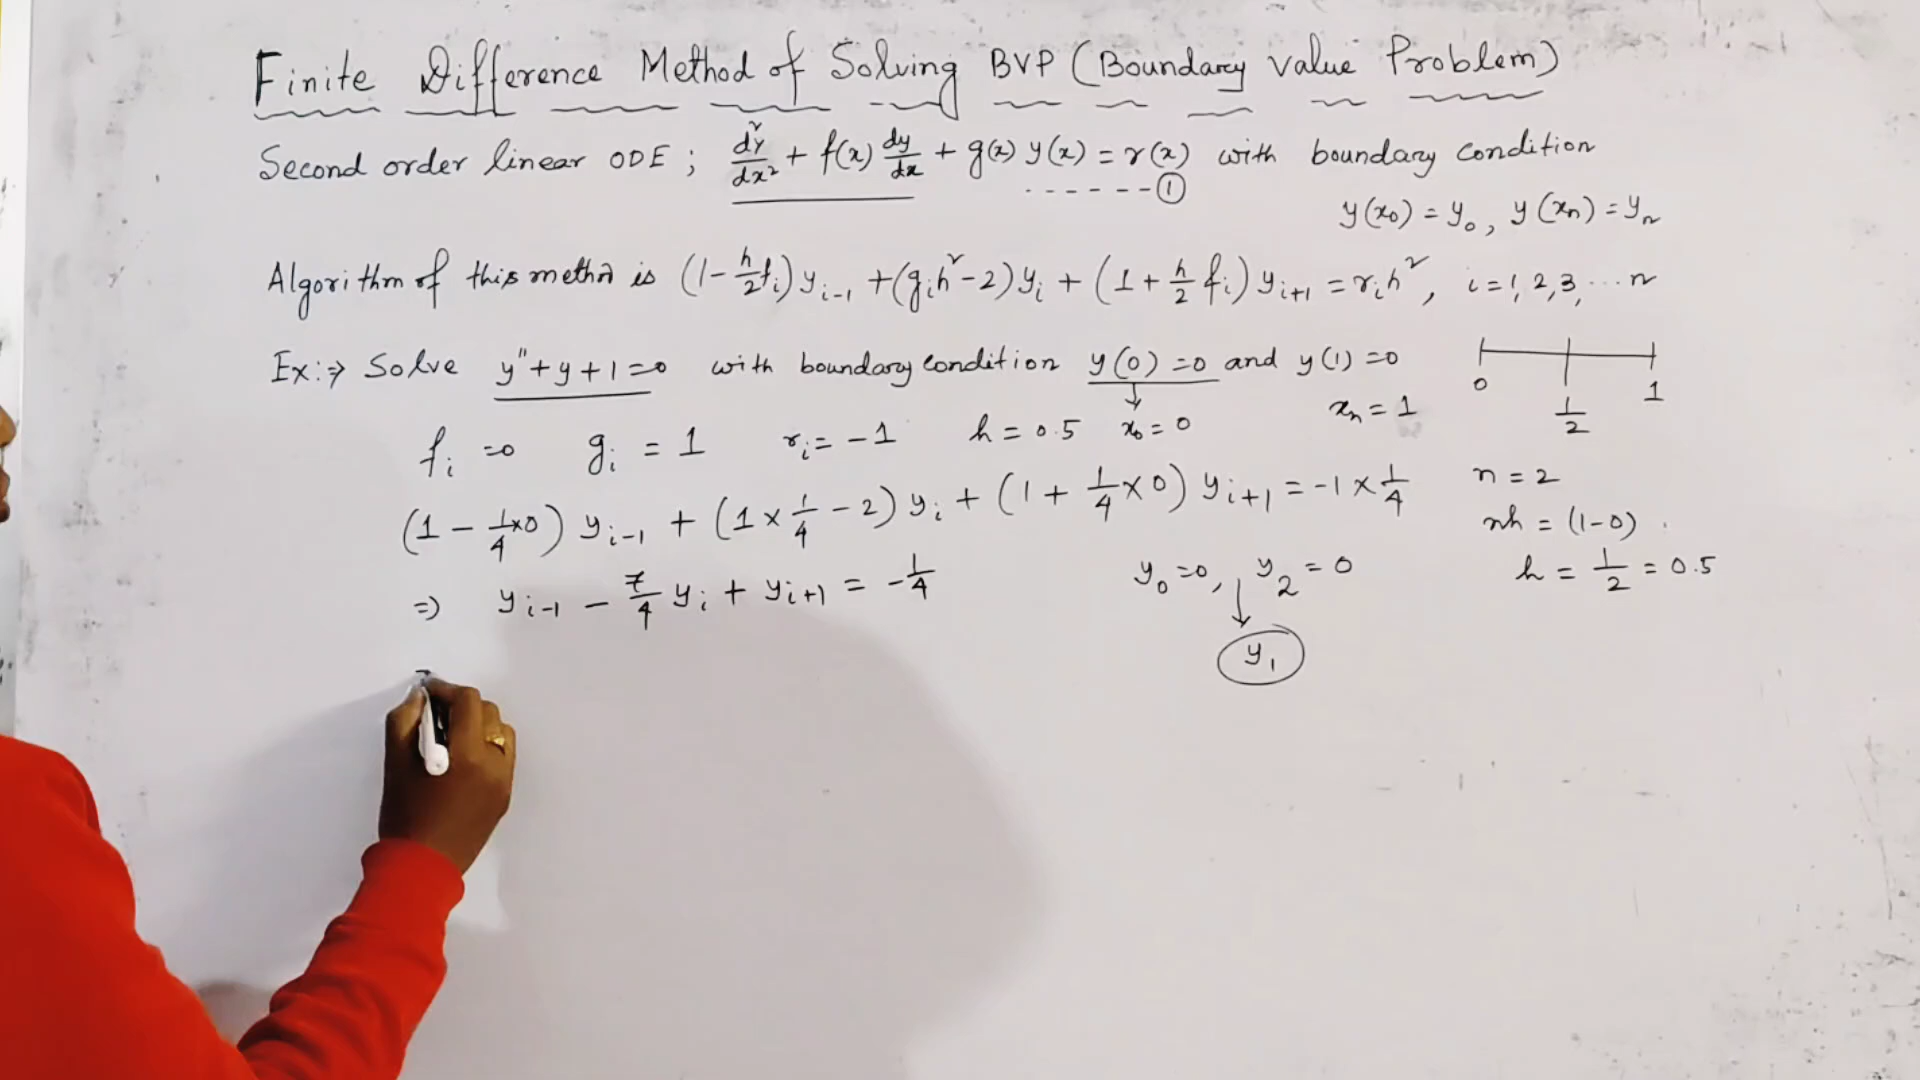 Finite Difference Method of Solving BVP (Boundary Value Problem)
Second order linear ODE ; d²y/dx² + f(x) dy/dx + g(x) y(x) = r(x) with boundary condition
------①
y(x₀) = y₀, y(xₙ) = yₙ
Algorithm of this method is (1 - h/2 fᵢ) yᵢ₋₁ + (gᵢh² - 2) yᵢ + (1 + h/2 fᵢ) yᵢ₊₁ = rᵢh², i = 1, 2, 3, ... n
Ex:⇒ Solve y'' + y + 1 = 0 with boundary condition y(0) = 0 and y(1) = 0
0 1/2 1
fᵢ = 0 gᵢ = 1 rᵢ = -1 h = 0.5 x₀ = 0 xₙ = 1
(1 - 1/4 × 0) yᵢ₋₁ + (1 × 1/4 - 2) yᵢ + (1 + 1/4 × 0) yᵢ₊₁ = -1 × 1/4
n = 2
nh = (1 - 0)
h = 1/2 = 0.5
⇒ yᵢ₋₁ - 7/4 yᵢ + yᵢ₊₁ = -1/4
y₀ = 0, y₂ = 0
↓
y₁